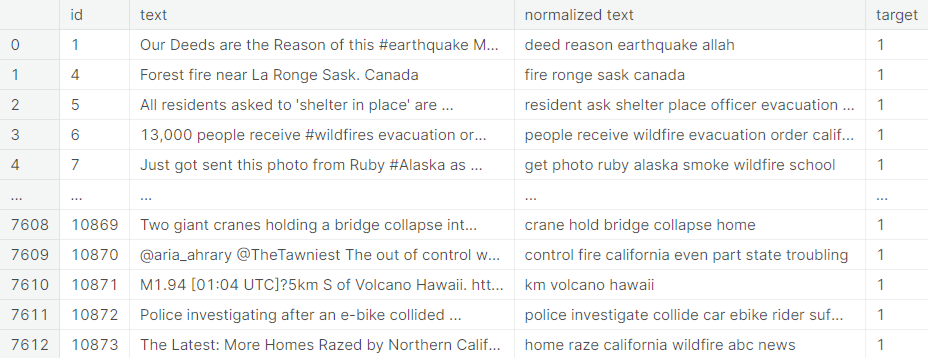 id text normalized text target
0 1 Our Deeds are the Reason of this #earthquake M... deed reason earthquake allah 1
1 4 Forest fire near La Ronge Sask. Canada fire ronge sask canada 1
2 5 All residents asked to 'shelter in place' are ... resident ask shelter place officer evacuation ... 1
3 6 13,000 people receive #wildfires evacuation or... people receive wildfire evacuation order calif... 1
4 7 Just got sent this photo from Ruby #Alaska as ... get photo ruby alaska smoke wildfire school 1
... ... ... ... ...
7608 10869 Two giant cranes holding a bridge collapse int... crane hold bridge collapse home 1
7609 10870 @aria_ahrary @TheTawniest The out of control w... control fire california even part state troubling 1
7610 10871 M1.94 [01:04 UTC]?5km S of Volcano Hawaii. htt... km volcano hawaii 1
7611 10872 Police investigating after an e-bike collided ... police investigate collide car ebike rider suf... 1
7612 10873 The Latest: More Homes Razed by Northern Calif... home raze california wildfire abc news 1